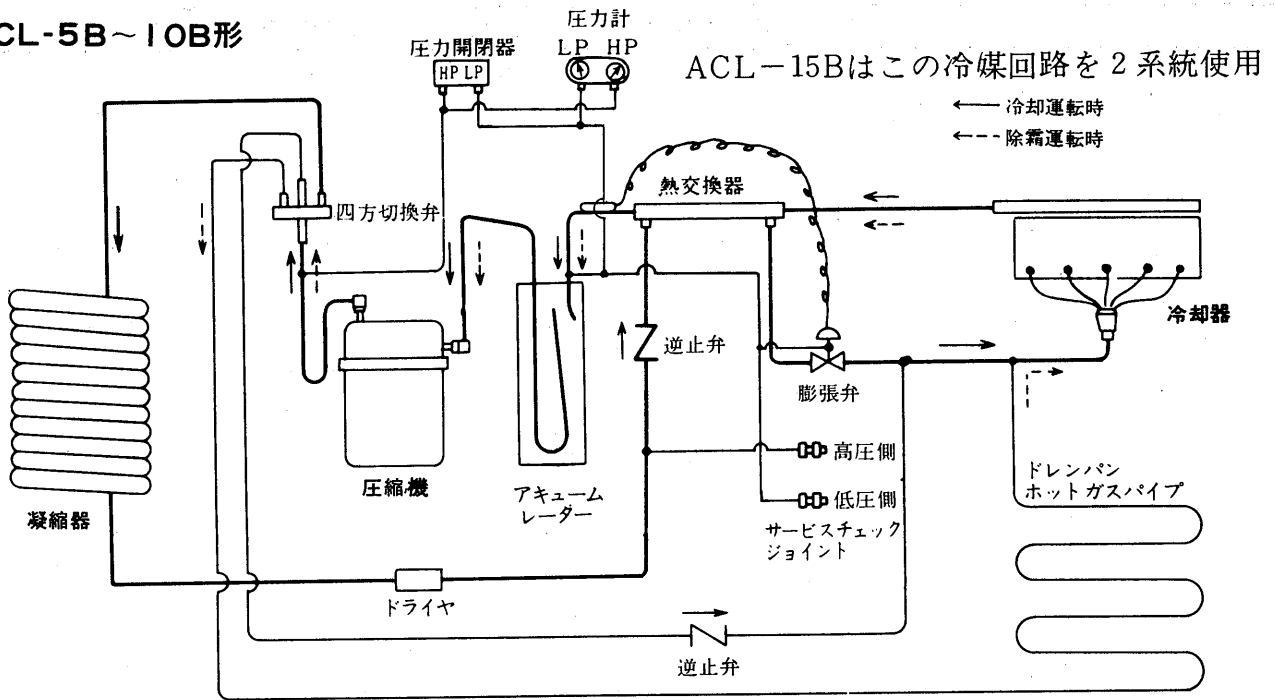 CL-5B～10B形
圧力計
LP HP
圧力開閉器
HP LP
ACL－15Bはこの冷媒回路を2系統使用
冷却運転時
除霜運転時
熱交換器
四方切換弁
冷却器
逆止弁
膨張弁
高圧側
低圧側
サービスチェック
ジョイント
ドレンパン
ホットガスパイプ
圧縮機
アキューム
レーダー
凝縮器
ドライヤ
逆止弁